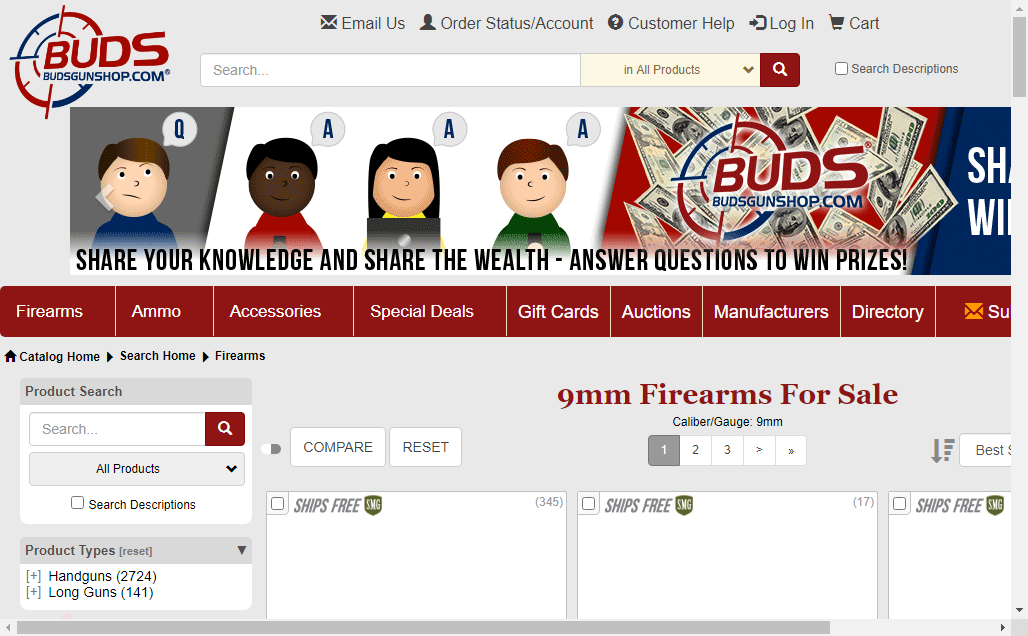 Email Us Order Status/Account Customer Help Log In Cart
BUDS
BUDSGUNSHOP.COM®
Search... in All Products Search Descriptions
Q A A A
BUDS®
BUDSGUNSHOP.COM
SHARE YOUR KNOWLEDGE AND SHARE THE WEALTH - ANSWER QUESTIONS TO WIN PRIZES!
Firearms Ammo Accessories Special Deals Gift Cards Auctions Manufacturers Directory
Catalog Home Search Home Firearms
Product Search
Search...
All Products
Search Descriptions
Product Types [reset] ▼
[+] Handguns (2724)
[+] Long Guns (141)
9mm Firearms For Sale
Caliber/Gauge: 9mm
COMPARE RESET 1 2 3 > » Best
SHIPS FREE SMG (345) SHIPS FREE SMG (17) SHIPS FREE SMG